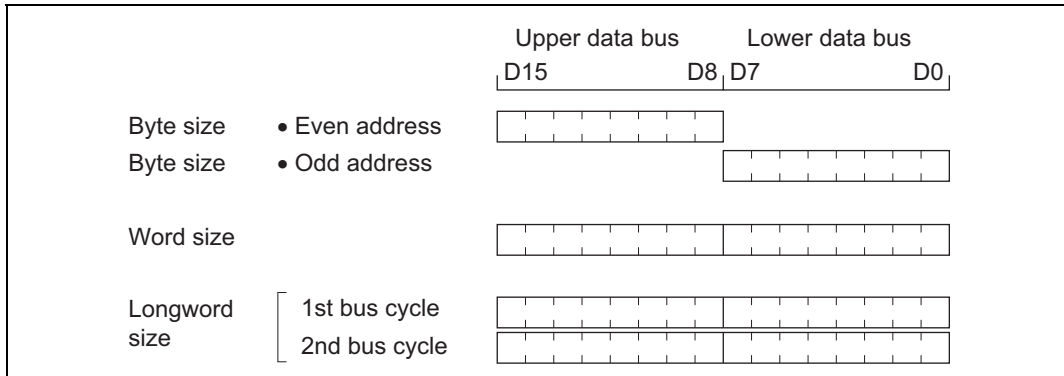 Upper data bus Lower data bus
D15 D8 D7 D0
Byte size • Even address
Byte size • Odd address
Word size
Longword size
1st bus cycle
2nd bus cycle